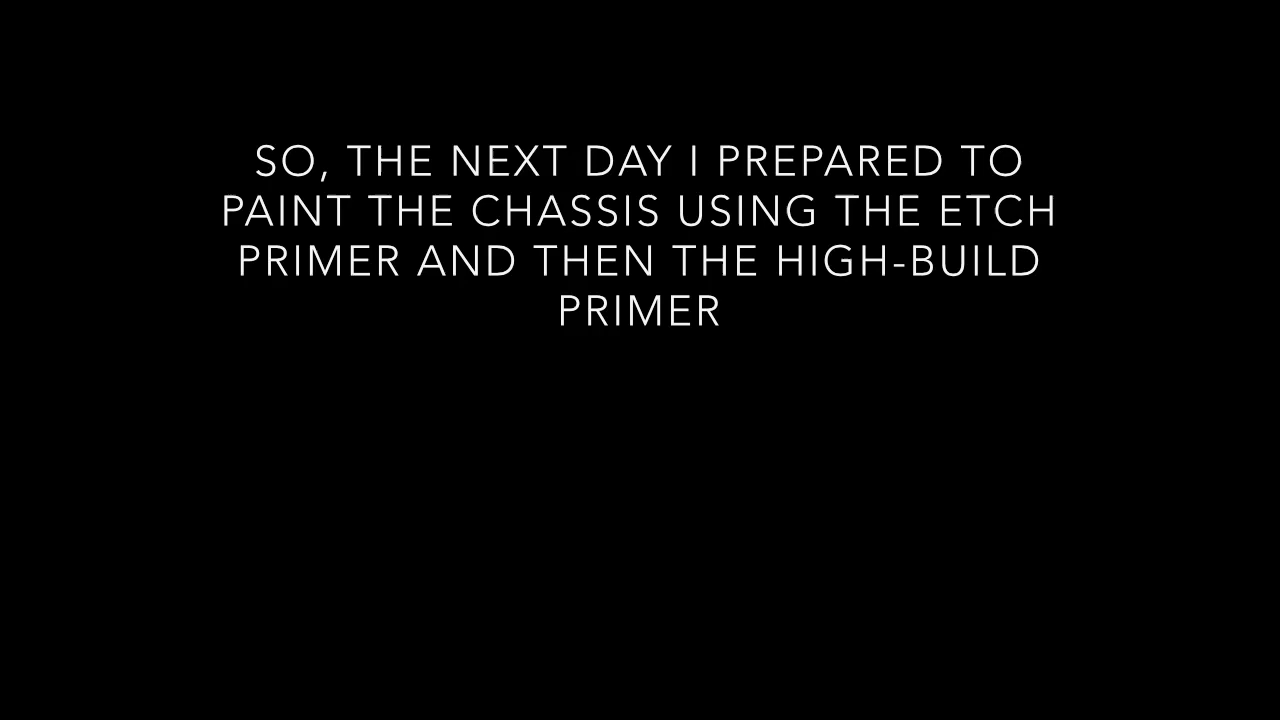 SO, THE NEXT DAY I PREPARED TO
PAINT THE CHASSIS USING THE ETCH
PRIMER AND THEN THE HIGH-BUILD
PRIMER